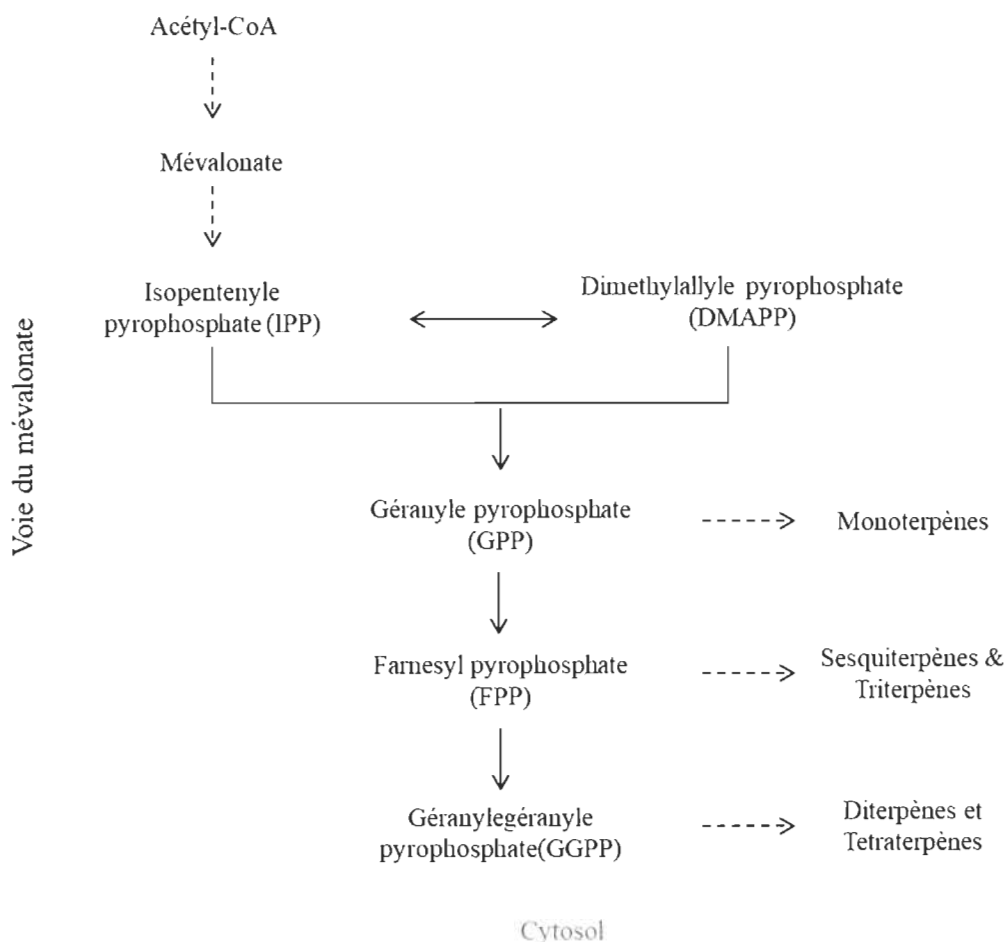 Acétyl-CoA
Mévalonate
Isopentenyle
pyrophosphate (IPP)
Dimethylallyle pyrophosphate
(DMAPP)
Voie du mévalonate
Géranyle pyrophosphate
(GPP)
Monoterpènes
Farnesyl pyrophosphate
(FPP)
Sesquiterpènes &
Triterpènes
Géranylegéranyle
pyrophosphate(GGPP)
Diterpènes et
Tetraterpènes
Cytosol